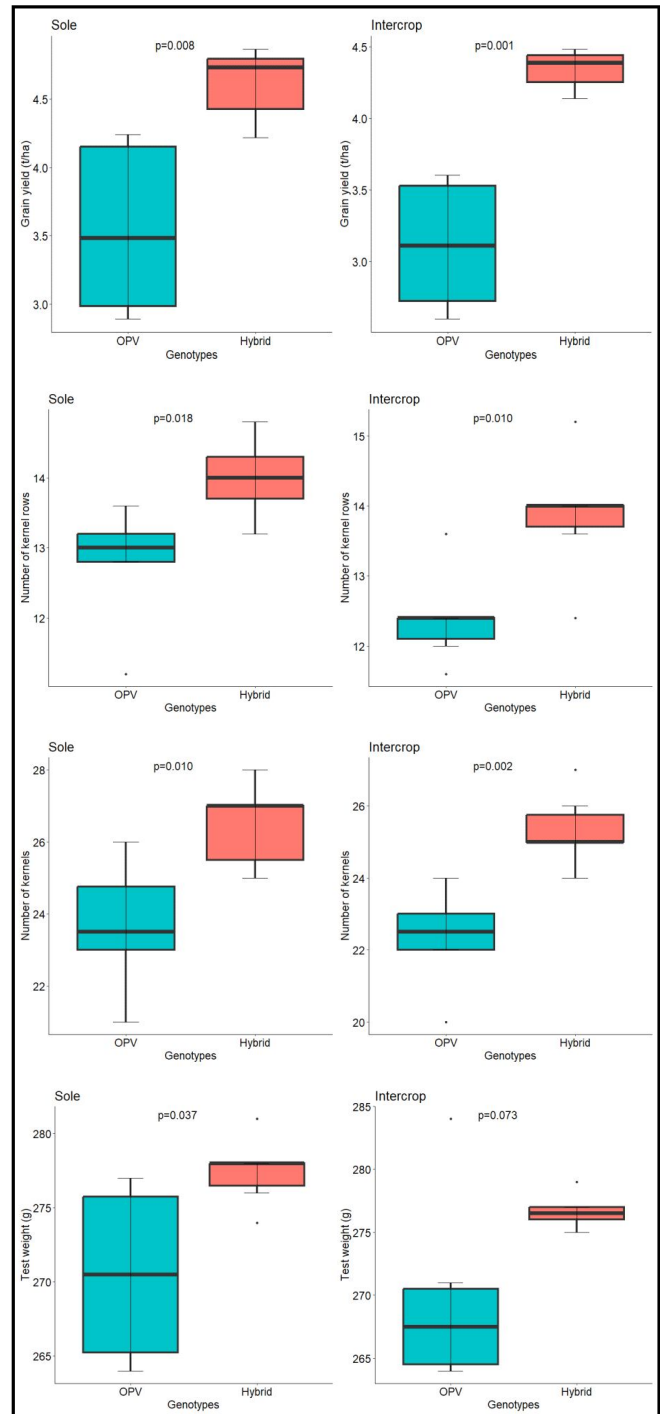 Sole
p=0.008
4.5
4.0
3.5
3.0
Grain yield (t/ha)
OPV
Hybrid
Genotypes
Intercrop
p=0.001
4.5
4.0
3.5
3.0
Grain yield (t/ha)
OPV
Hybrid
Genotypes
Sole
p=0.018
14
13
12
Number of kernel rows
OPV
Hybrid
Genotypes
Intercrop
p=0.010
15
14
13
12
Number of kernel rows
OPV
Hybrid
Genotypes
Sole
p=0.010
28
26
24
22
Number of kernels
OPV
Hybrid
Genotypes
Intercrop
p=0.002
26
24
22
20
Number of kernels
OPV
Hybrid
Genotypes
Sole
p=0.037
280
275
270
265
Test weight (g)
OPV
Hybrid
Genotypes
Intercrop
p=0.073
285
280
275
270
265
Test weight (g)
OPV
Hybrid
Genotypes